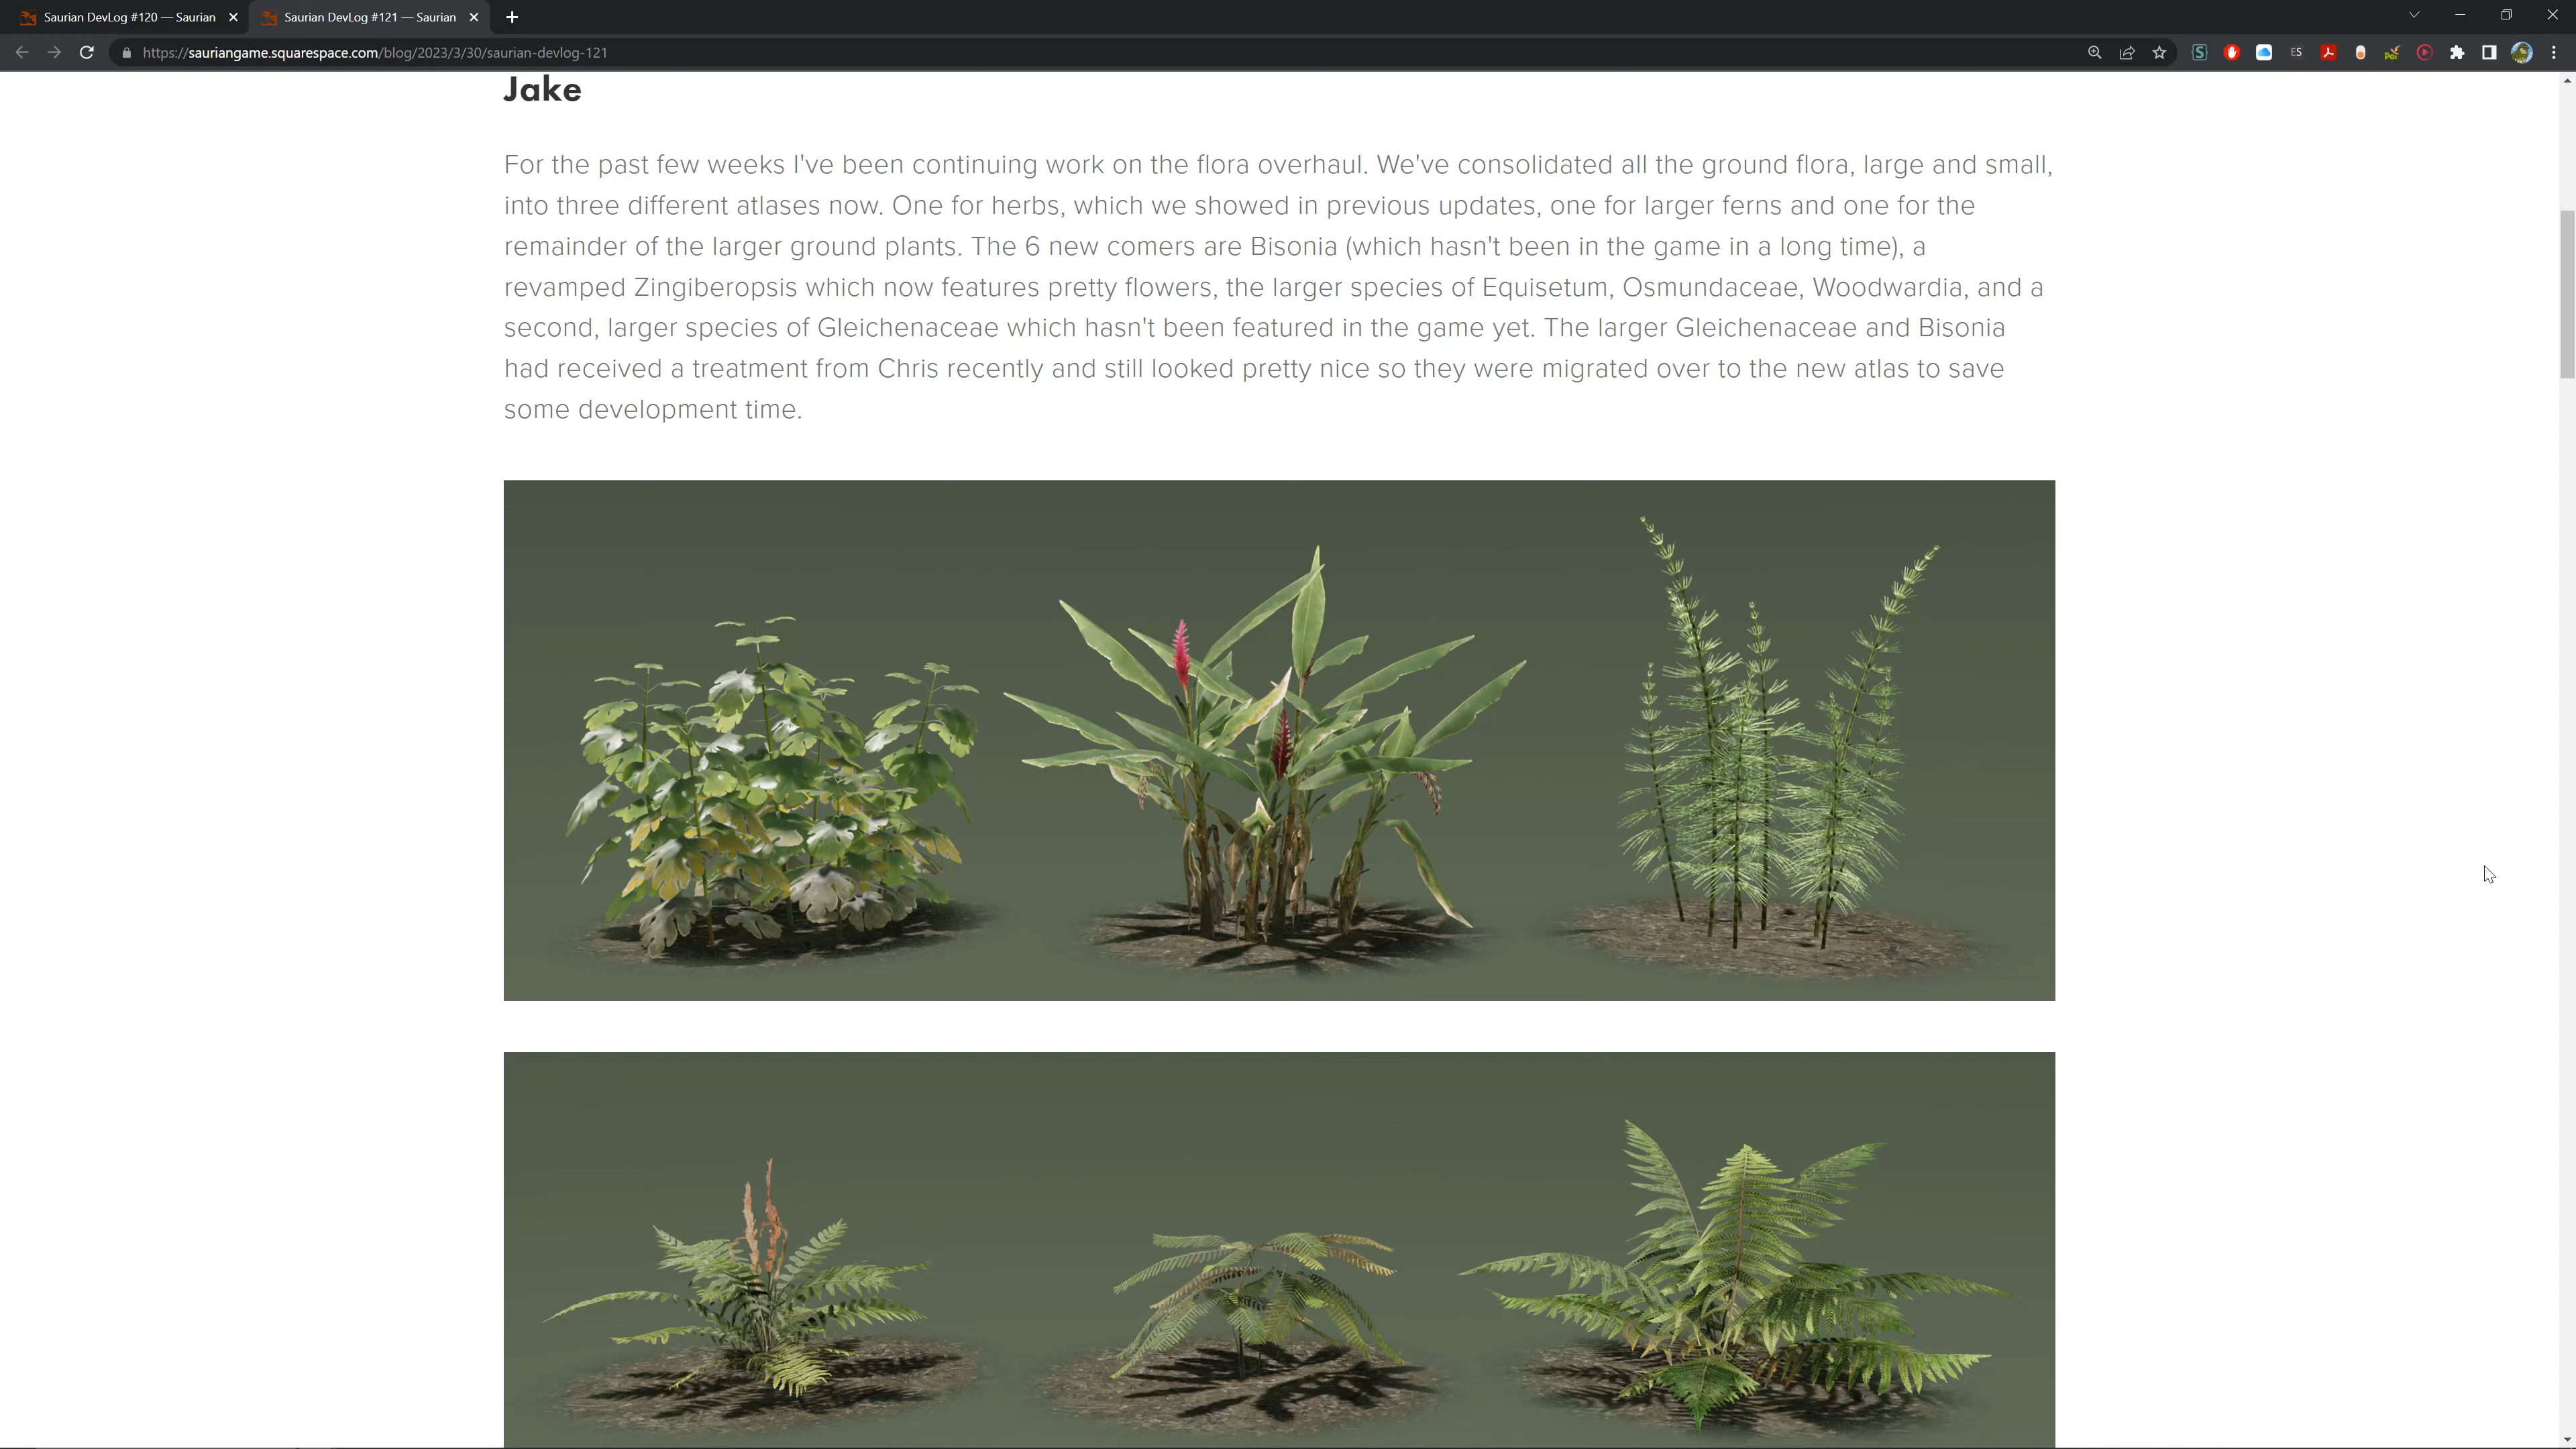 Saurian DevLog #120 — Saurian
Saurian DevLog #121 — Saurian
https://sauriangame.squarespace.com/blog/2023/3/30/saurian-devlog-121
ES
Jake
For the past few weeks I've been continuing work on the flora overhaul. We've consolidated all the ground flora, large and small,
into three different atlases now. One for herbs, which we showed in previous updates, one for larger ferns and one for the
remainder of the larger ground plants. The 6 new comers are Bisonia (which hasn't been in the game in a long time), a
revamped Zingiberopsis which now features pretty flowers, the larger species of Equisetum, Osmundaceae, Woodwardia, and a
second, larger species of Gleichenaceae which hasn't been featured in the game yet. The larger Gleichenaceae and Bisonia
had received a treatment from Chris recently and still looked pretty nice so they were migrated over to the new atlas to save
some development time.